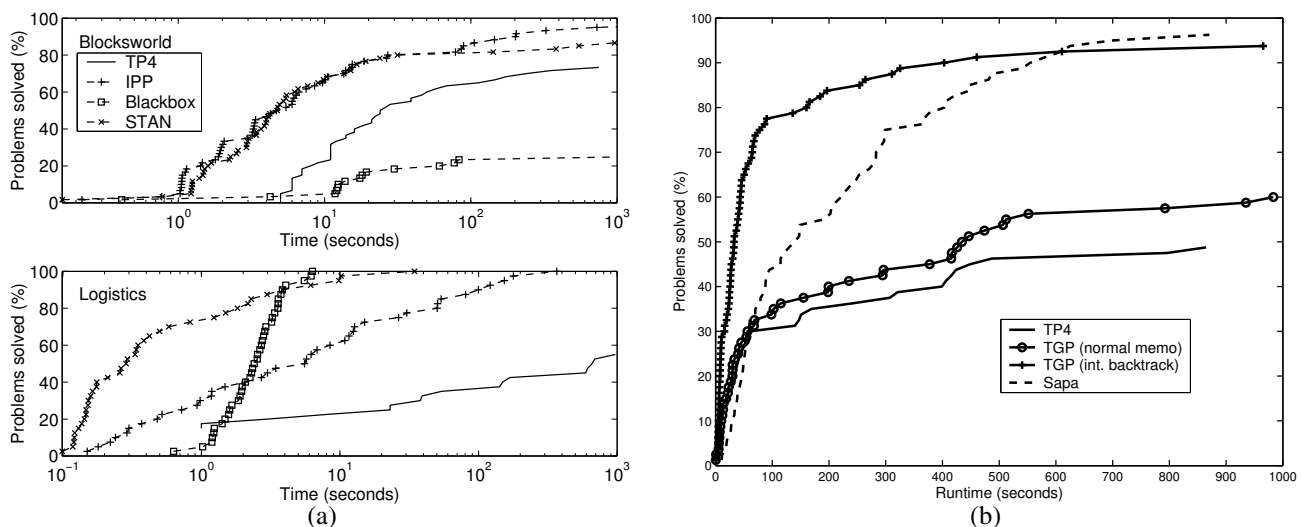 Problems solved (%)
100
80
60
40
20
0
Blocksworld
TP4
IPP
Blackbox
STAN
10^0
10^1
10^2
10^3
Time (seconds)
Problems solved (%)
100
80
60
40
20
0
Logistics
10^−1
10^0
10^1
10^2
10^3
Time (seconds)
(a)
Problems solved (%)
100
90
80
70
60
50
40
30
20
10
0
TP4
TGP (normal memo)
TGP (int. backtrack)
Sapa
0
100
200
300
400
500
600
700
800
900
1000
Runtime (seconds)
(b)